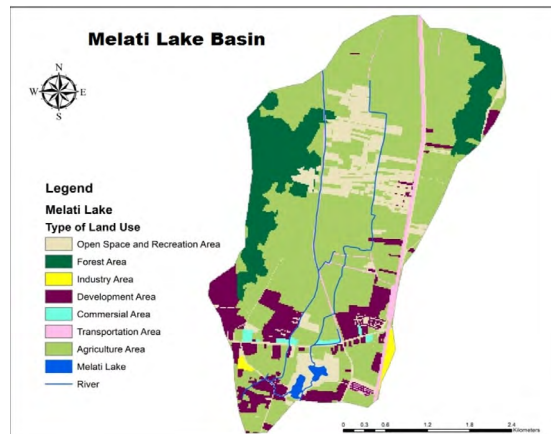 Melati Lake Basin
N
W E
S
Legend
Melati Lake
Type of Land Use
Open Space and Recreation Area
Forest Area
Industry Area
Development Area
Commersial Area
Transportation Area
Agriculture Area
Melati Lake
River
0 0.3 0.6 1.2 1.8 2.4
Kilometers